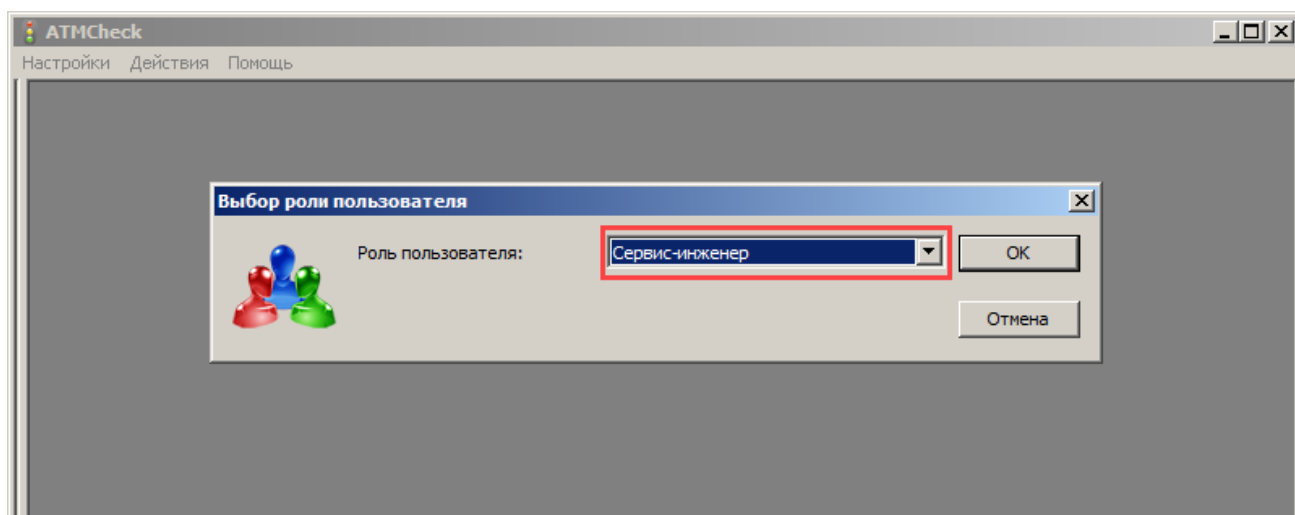 ATMCheck
Настройки Действия Помощь
Выбор роли пользователя
Роль пользователя: Сервис-инженер OK
Отмена